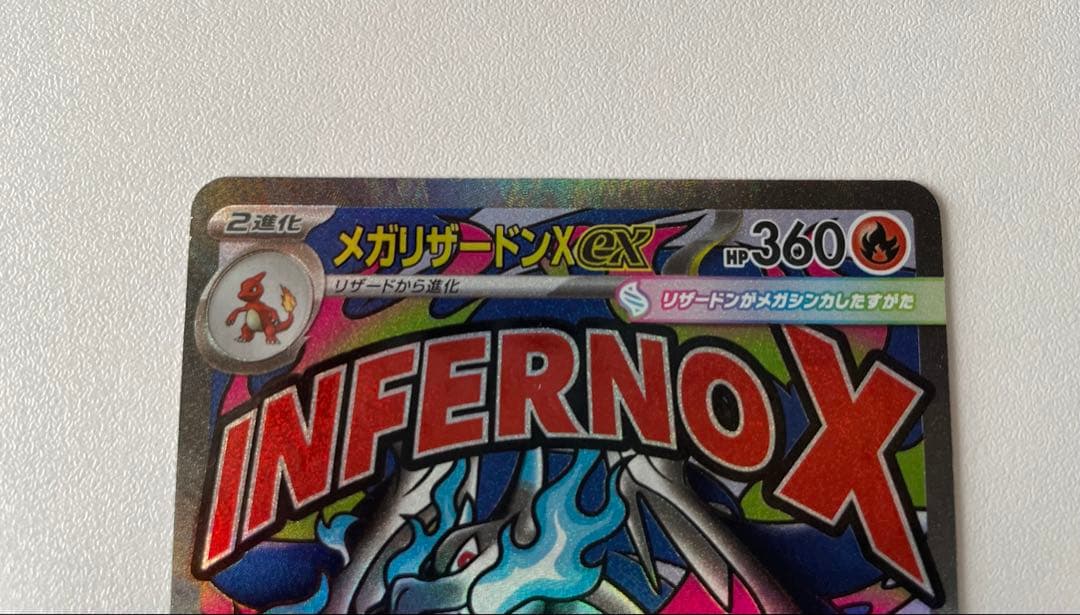 2進化
メガリザードンXex
HP360
リザードから進化
リザードンがメガシンカしたすがた
INFERNO X